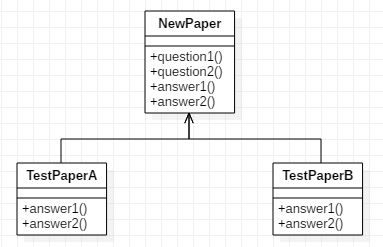 NewPaper
+question1()
+question2()
+answer1()
+answer2()
TestPaperA
+answer1()
+answer2()
TestPaperB
+answer1()
+answer2()